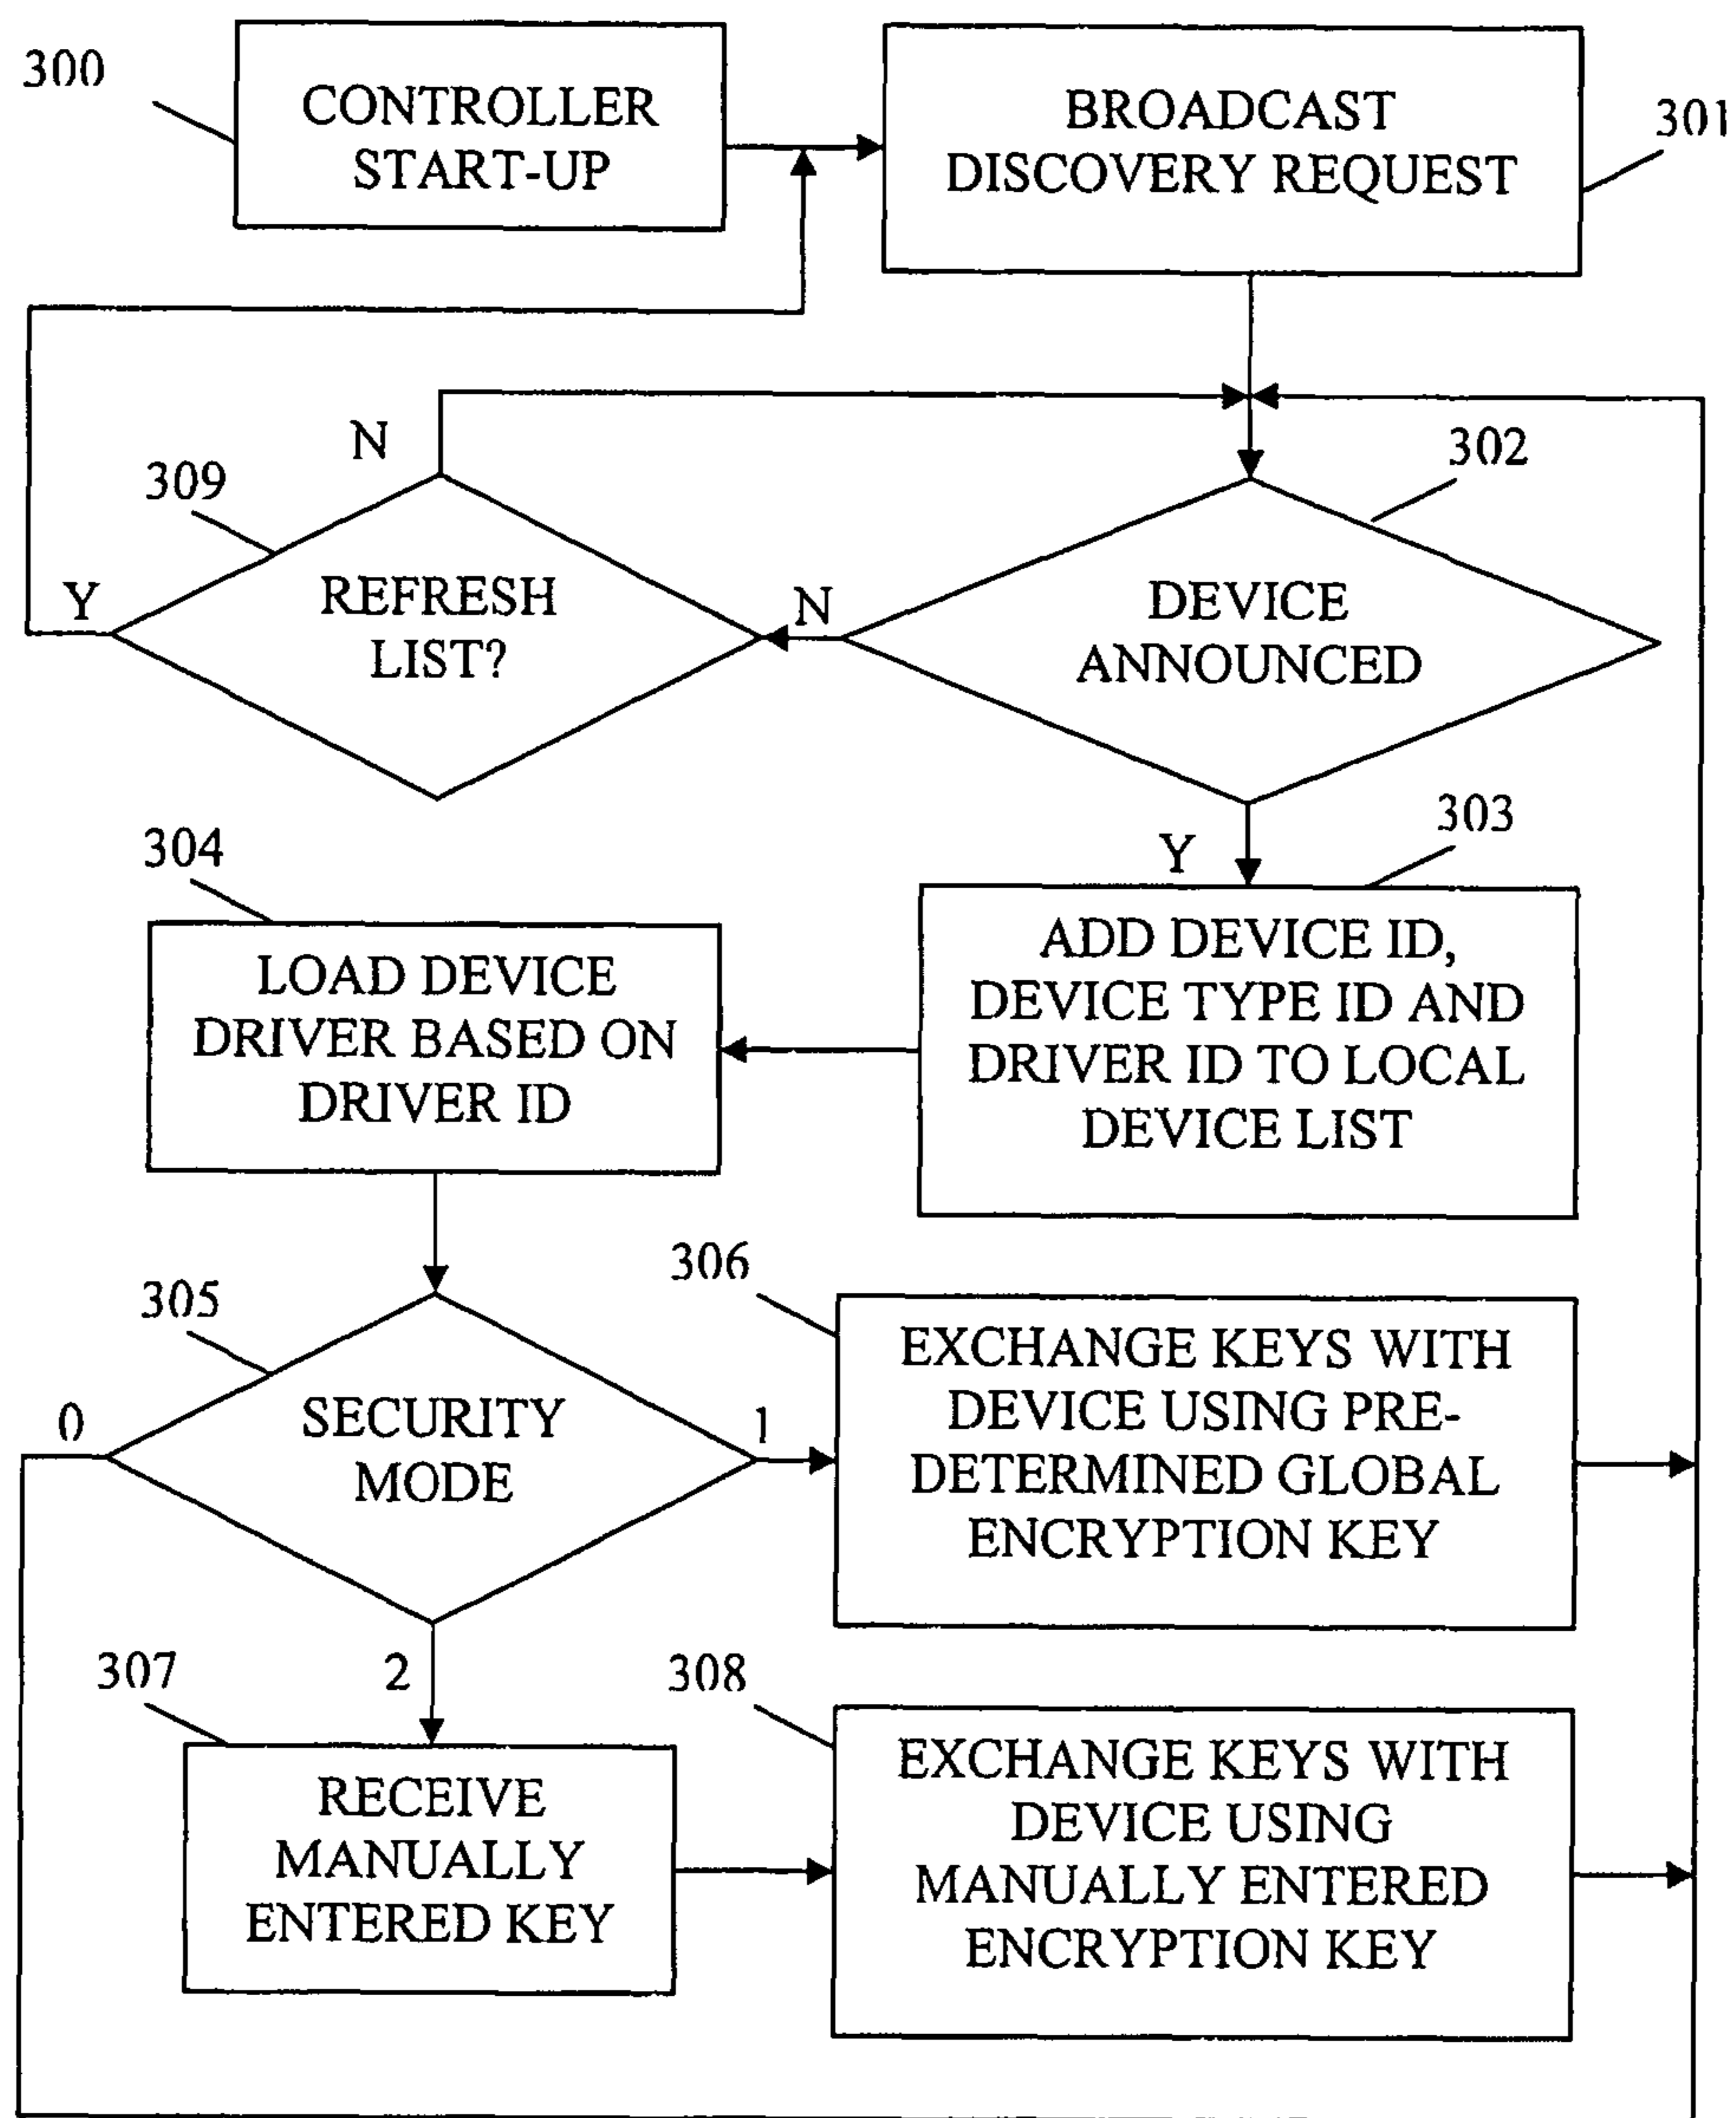 300
CONTROLLER
START-UP
BROADCAST
DISCOVERY REQUEST
301
N
309
302
Y
REFRESH
LIST?
N
DEVICE
ANNOUNCED
304
Y
303
LOAD DEVICE
DRIVER BASED ON
DRIVER ID
ADD DEVICE ID,
DEVICE TYPE ID AND
DRIVER ID TO LOCAL
DEVICE LIST
305
306
0
SECURITY
MODE
1
EXCHANGE KEYS WITH
DEVICE USING PRE-
DETERMINED GLOBAL
ENCRYPTION KEY
307
2
308
RECEIVE
MANUALLY
ENTERED KEY
EXCHANGE KEYS WITH
DEVICE USING
MANUALLY ENTERED
ENCRYPTION KEY